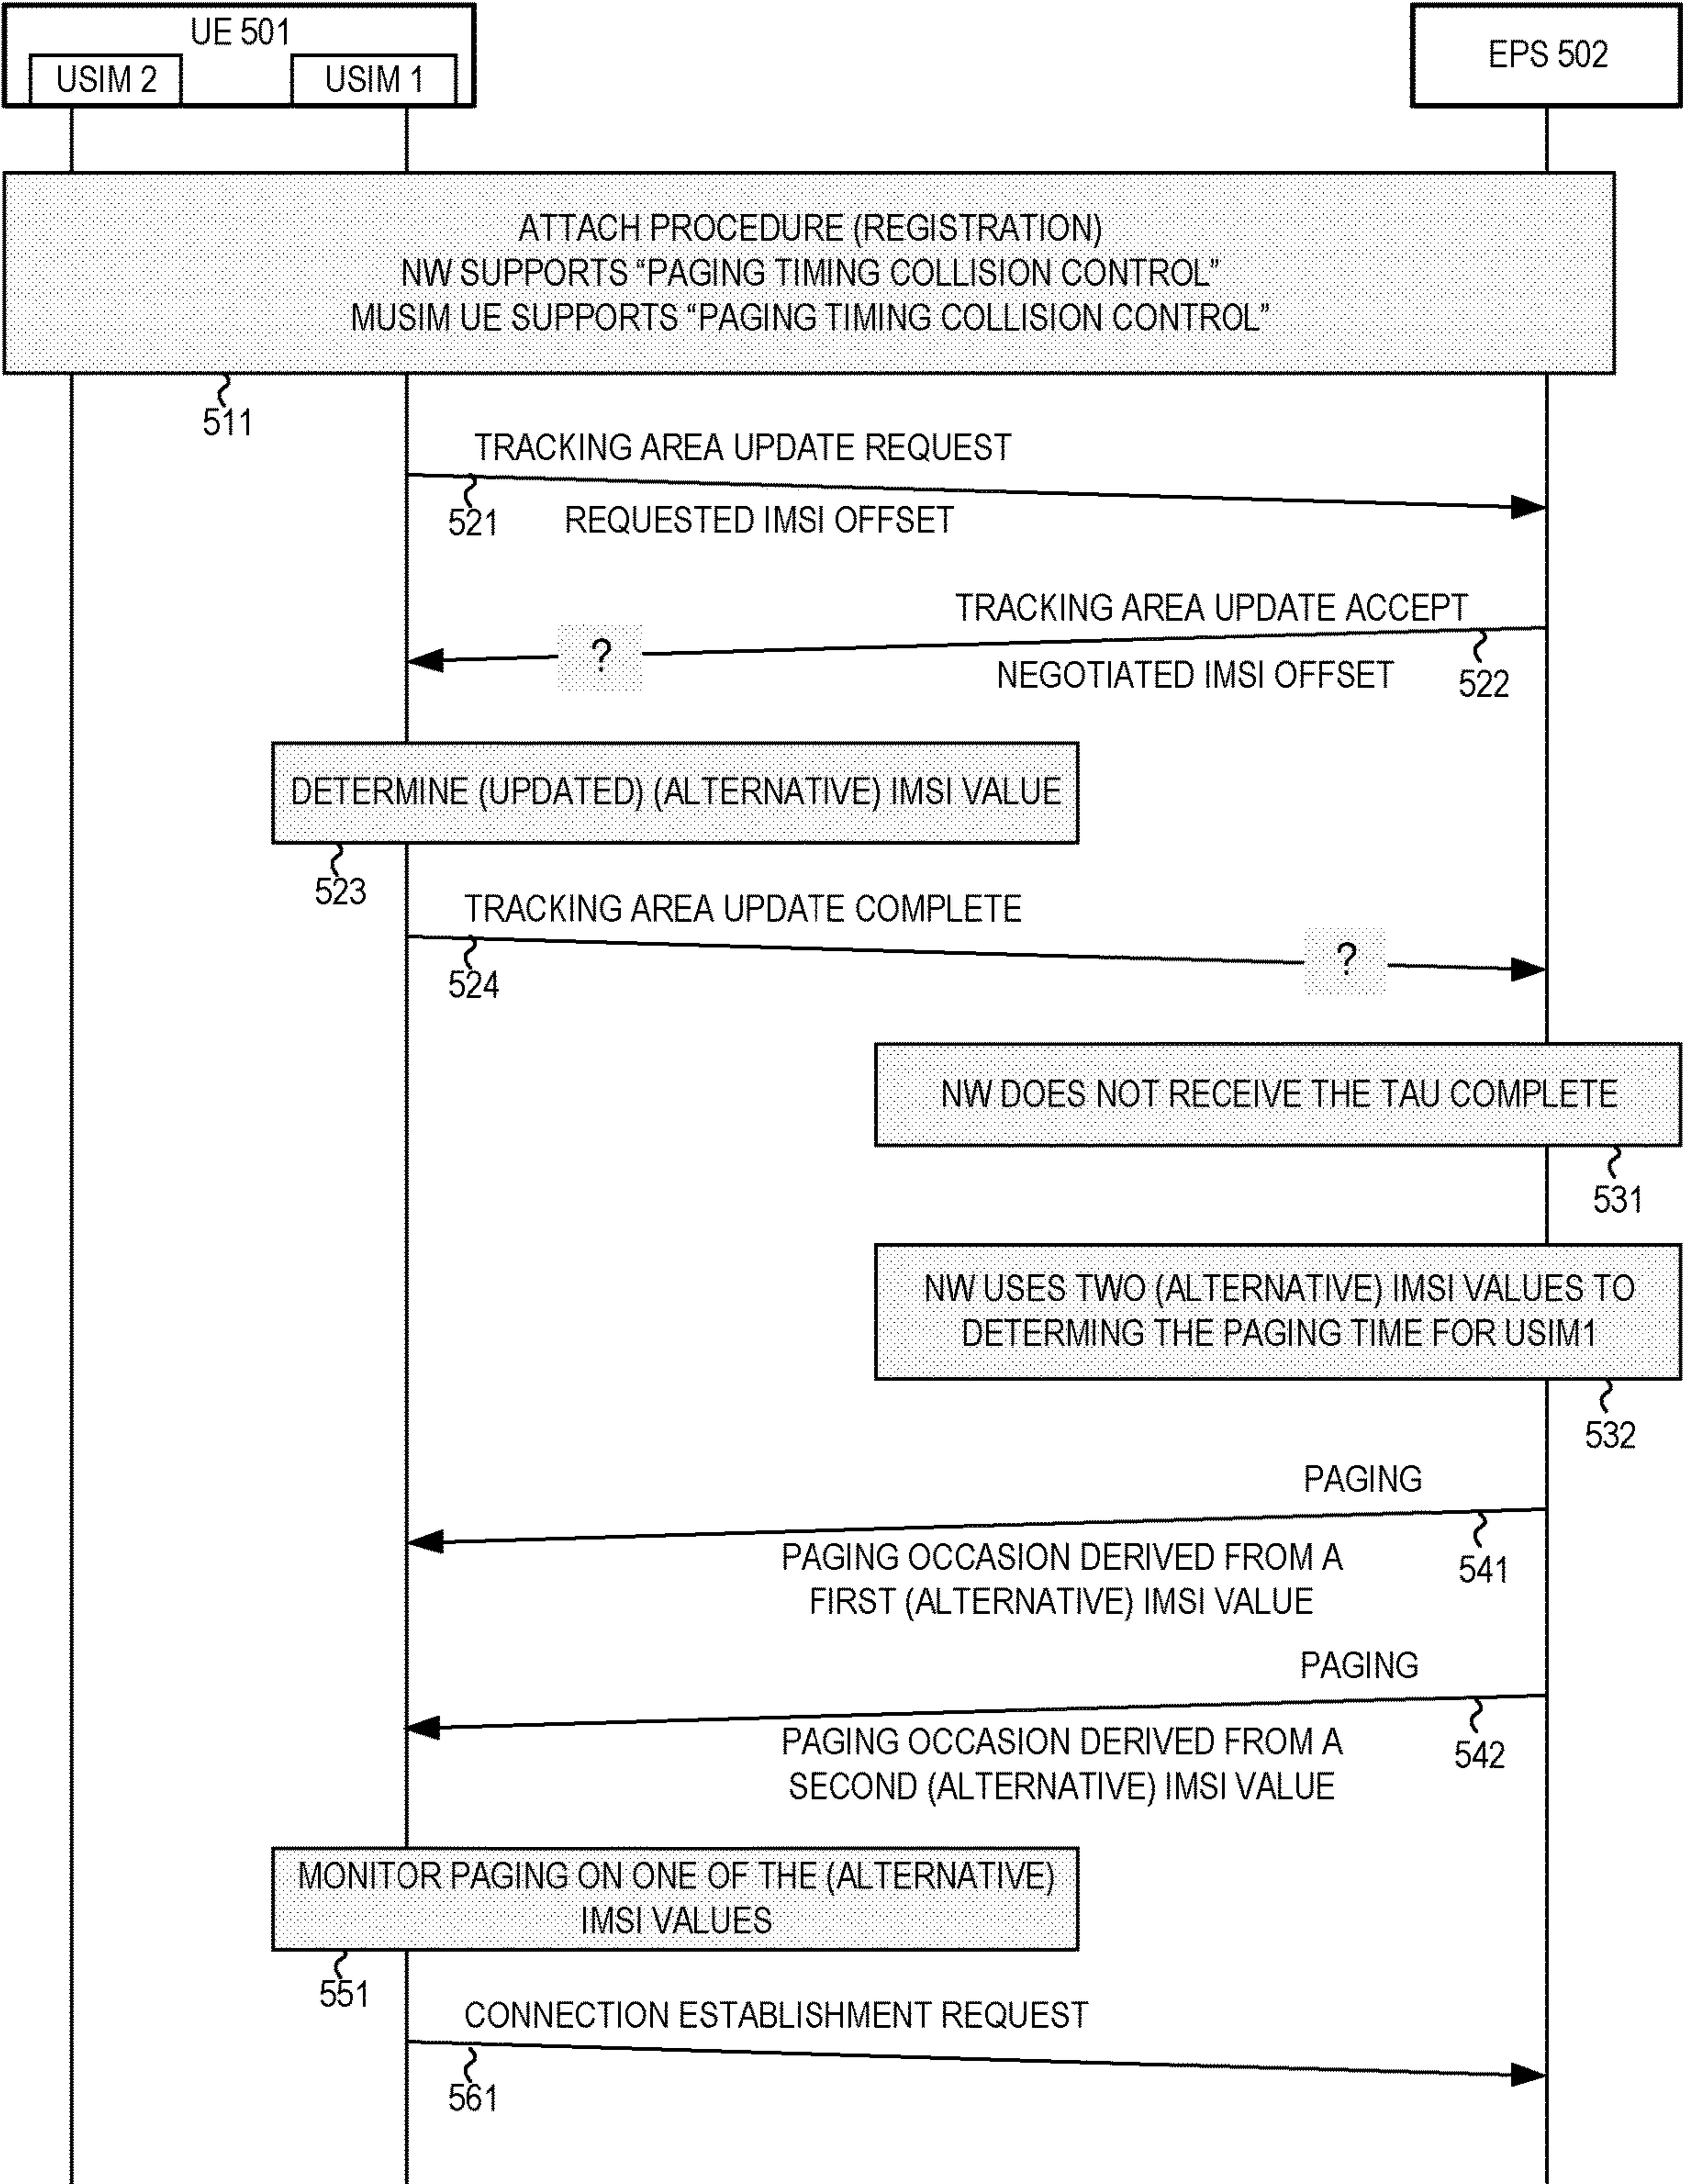 UE 501
USIM 2
USIM 1
EPS 502
ATTACH PROCEDURE (REGISTRATION)
NW SUPPORTS “PAGING TIMING COLLISION CONTROL”
MUSIM UE SUPPORTS “PAGING TIMING COLLISION CONTROL”
511
TRACKING AREA UPDATE REQUEST
521
REQUESTED IMSI OFFSET
TRACKING AREA UPDATE ACCEPT
?
NEGOTIATED IMSI OFFSET
522
DETERMINE (UPDATED) (ALTERNATIVE) IMSI VALUE
523
TRACKING AREA UPDATE COMPLETE
?
524
NW DOES NOT RECEIVE THE TAU COMPLETE
531
NW USES TWO (ALTERNATIVE) IMSI VALUES TO
DETERMING THE PAGING TIME FOR USIM1
532
PAGING
541
PAGING OCCASION DERIVED FROM A
FIRST (ALTERNATIVE) IMSI VALUE
PAGING
542
PAGING OCCASION DERIVED FROM A
SECOND (ALTERNATIVE) IMSI VALUE
MONITOR PAGING ON ONE OF THE (ALTERNATIVE)
IMSI VALUES
551
CONNECTION ESTABLISHMENT REQUEST
561